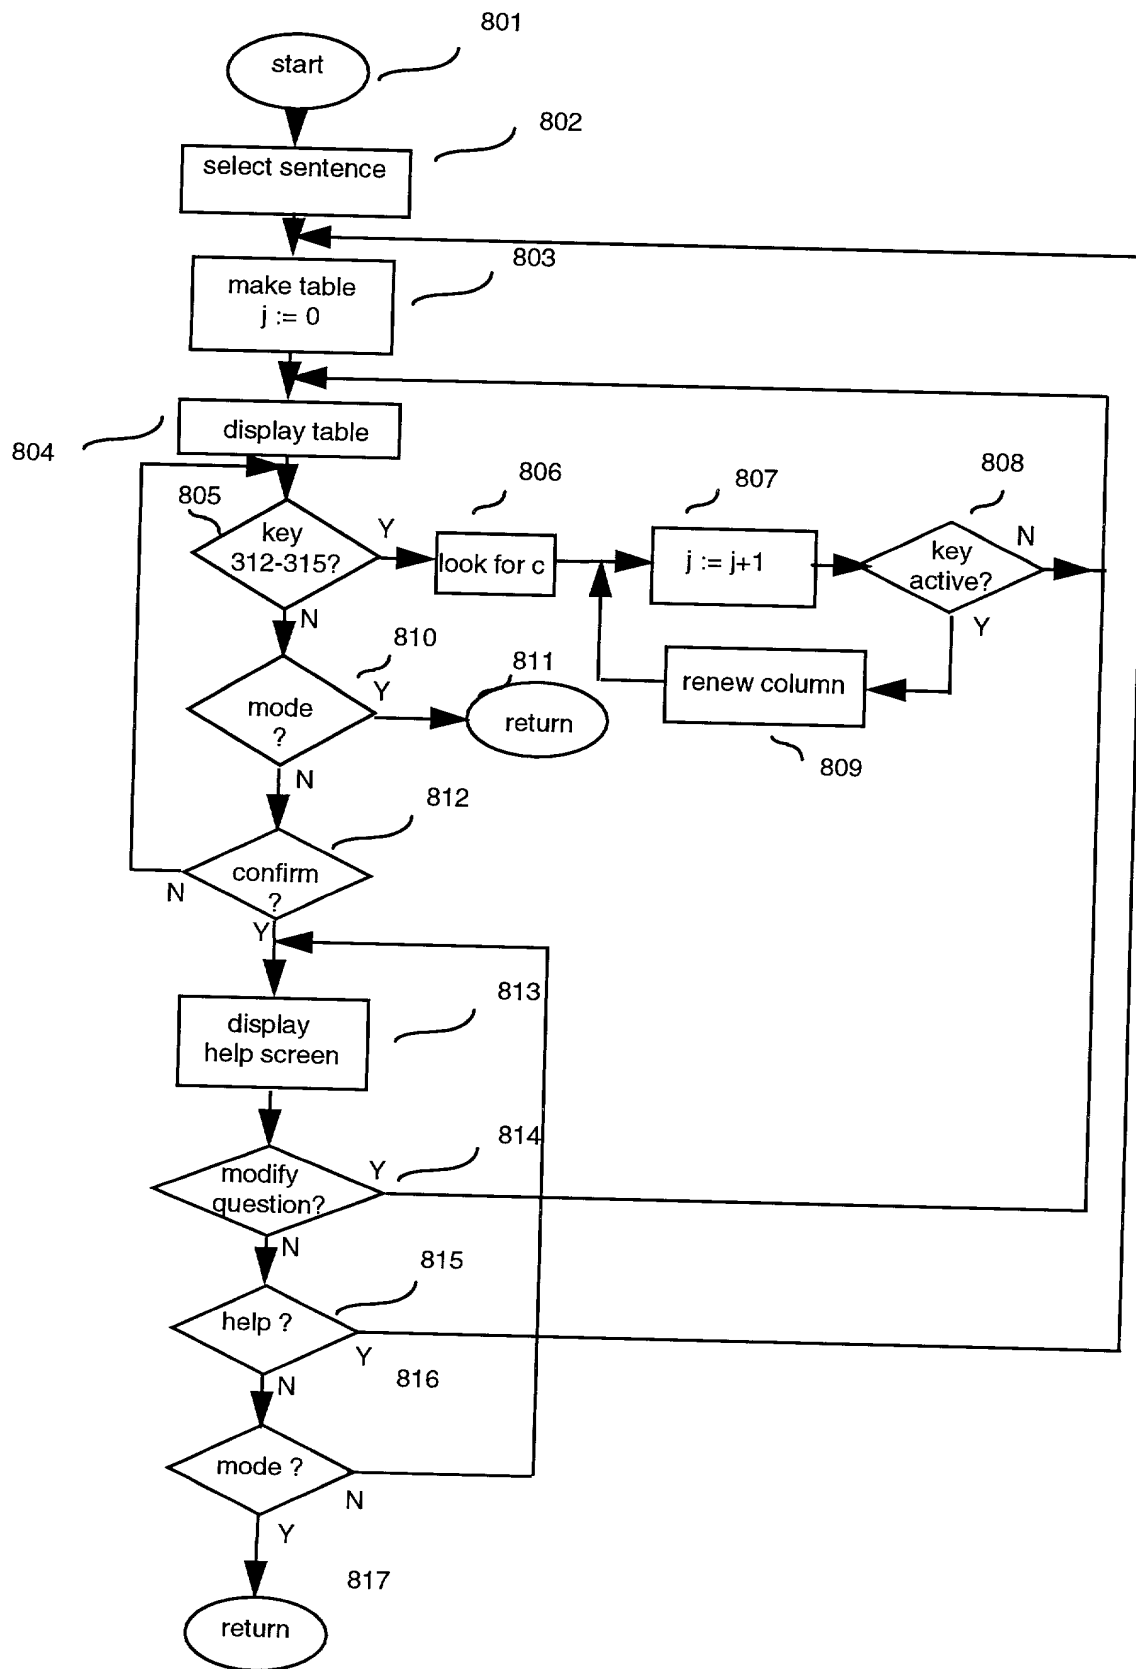 801
start
802
select sentence
803
make table
j := 0
804
display table
805
key
312-315?
Y
N
806
look for c
807
j := j+1
808
key
active?
N
Y
renew column
809
810
mode
?
Y
N
811
return
812
confirm
?
N
Y
813
display
help screen
814
modify
question?
Y
N
815
help ?
Y
N
816
mode ?
N
Y
817
return